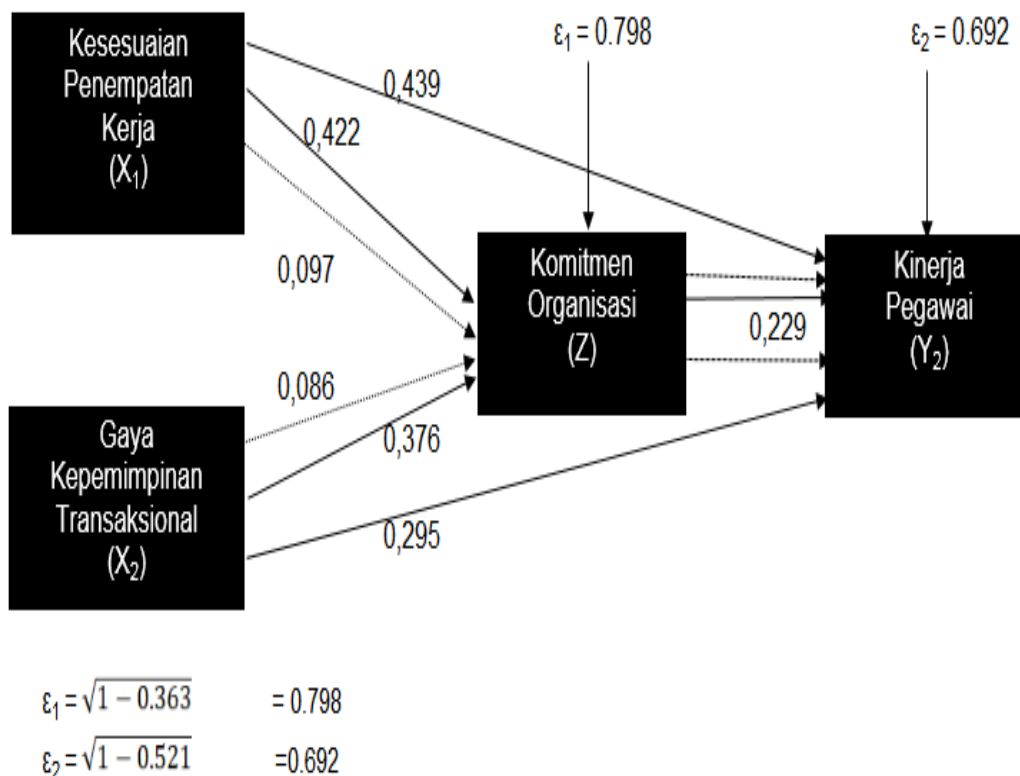 Kesesuaian
Penempatan
Kerja
(X₁)
ε₁ = 0.798
ε₂ = 0.692
0,439
0,422
0,097
Komitmen
Organisasi
(Z)
Kinerja
Pegawai
(Y₂)
0,229
0,086
0,376
0,295
Gaya
Kepemimpinan
Transaksional
(X₂)
ε₁ = √1 − 0.363 = 0.798
ε₂ = √1 − 0.521 =0.692